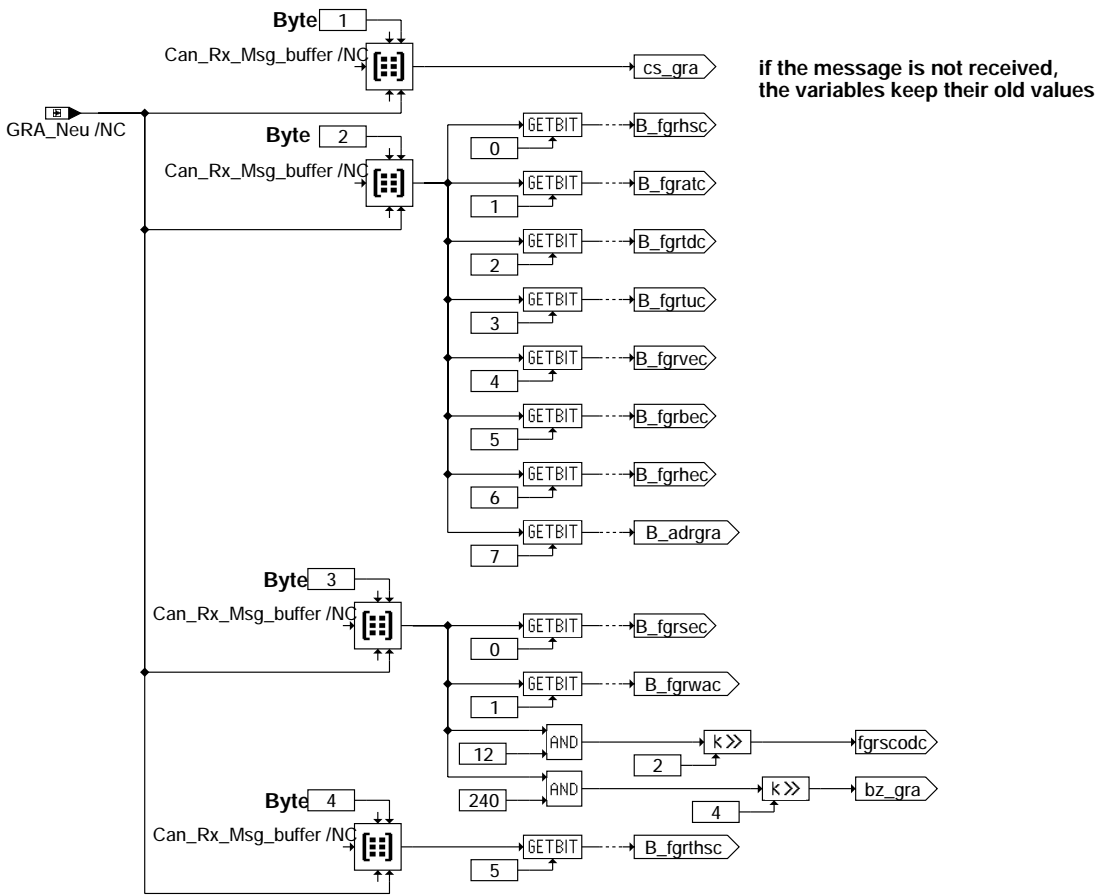 Byte 1
Can_Rx_Msg_buffer /NC
cs_gra
if the message is not received,
the variables keep their old values
GRA_Neu /NC
Byte 2
Can_Rx_Msg_buffer /NC
GETBIT
B_fgrhsc
0
GETBIT
B_fgratc
1
GETBIT
B_fgrtdc
2
GETBIT
B_fgrtuc
3
GETBIT
B_fgrvec
4
GETBIT
B_fgrbec
5
GETBIT
B_fgrhec
6
GETBIT
B_adrgra
7
Byte 3
Can_Rx_Msg_buffer /NC
GETBIT
B_fgrsec
0
GETBIT
B_fgrwac
1
AND
12
k>>
2
fgrscodc
AND
240
k>>
4
bz_gra
Byte 4
Can_Rx_Msg_buffer /NC
GETBIT
B_fgrthsc
5